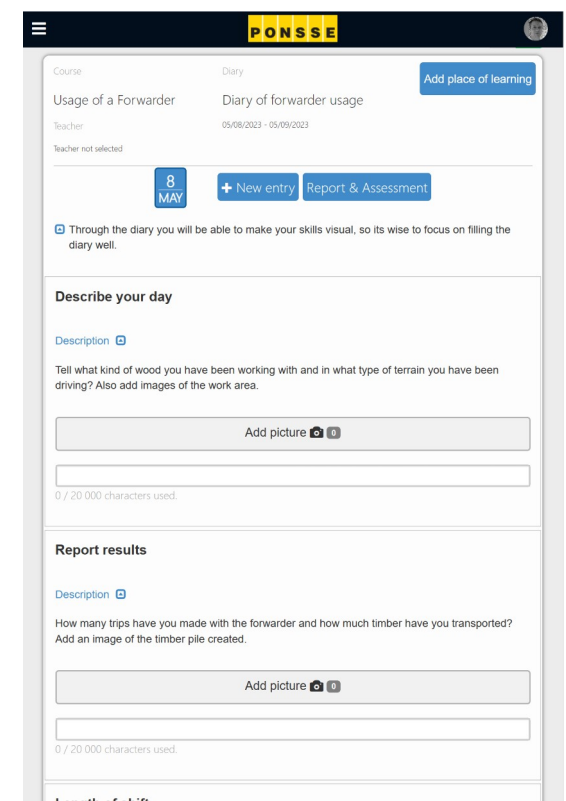 PONSSE
Course
Diary
Add place of learning
Usage of a Forwarder
Diary of forwarder usage
Teacher
05/08/2023 - 05/09/2023
Teacher not selected
8
MAY
+ New entry
Report & Assessment
Through the diary you will be able to make your skills visual, so its wise to focus on filling the
diary well.
Describe your day
Description
Tell what kind of wood you have been working with and in what type of terrain you have been
driving? Also add images of the work area.
Add picture 0
0 / 20 000 characters used.
Report results
Description
How many trips have you made with the forwarder and how much timber have you transported?
Add an image of the timber pile created.
Add picture 0
0 / 20 000 characters used.
Length of shift